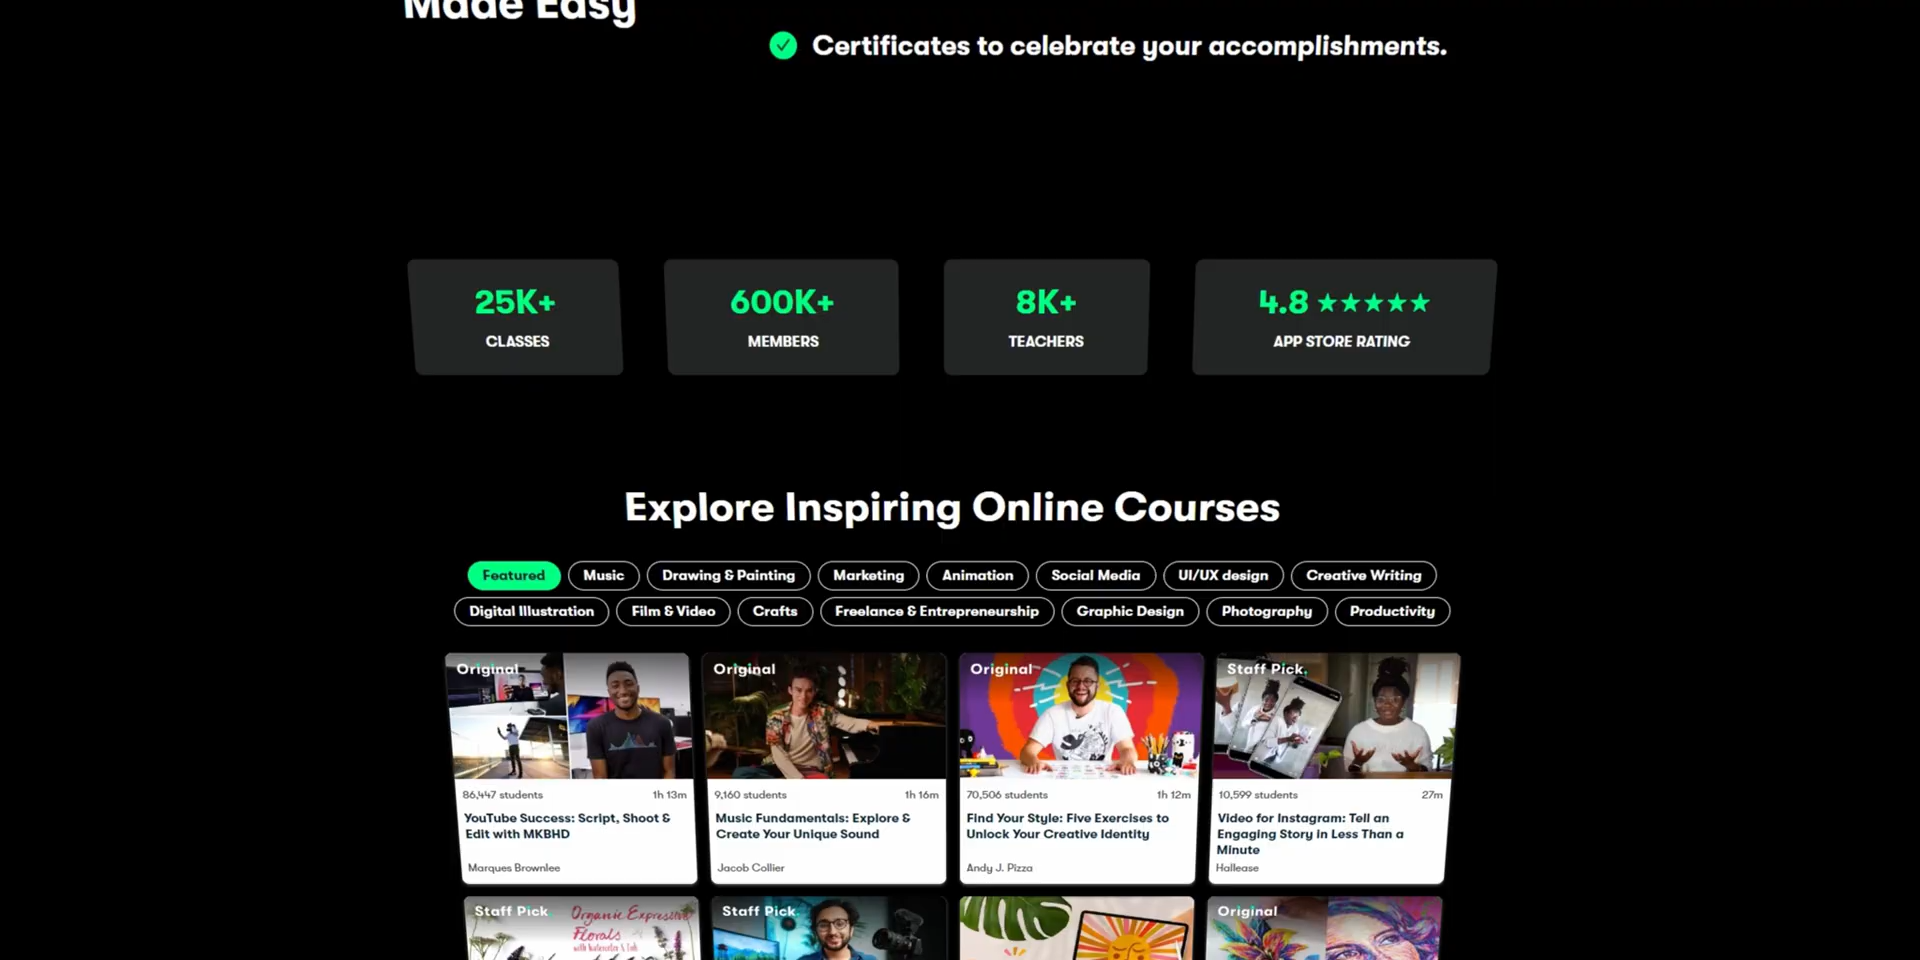 Made Easy
Certificates to celebrate your accomplishments.
25K+
CLASSES
600K+
MEMBERS
8K+
TEACHERS
4.8 ★★★★★
APP STORE RATING
Explore Inspiring Online Courses
Featured
Music
Drawing & Painting
Marketing
Animation
Social Media
UI/UX design
Creative Writing
Digital Illustration
Film & Video
Crafts
Freelance & Entrepreneurship
Graphic Design
Photography
Productivity
Original
86,447 students
1h 13m
YouTube Success: Script, Shoot &
Edit with MKBHD
Marques Brownlee
Original
9,160 students
1h 16m
Music Fundamentals: Explore &
Create Your Unique Sound
Jacob Collier
Original
70,506 students
1h 12m
Find Your Style: Five Exercises to
Unlock Your Creative Identity
Andy J. Pizza
Staff Pick.
10,599 students
27m
Video for Instagram: Tell an
Engaging Story in Less Than a
Minute
Hallease
Staff Pick.
Organic Expressive
Florals
Staff Pick.
Original